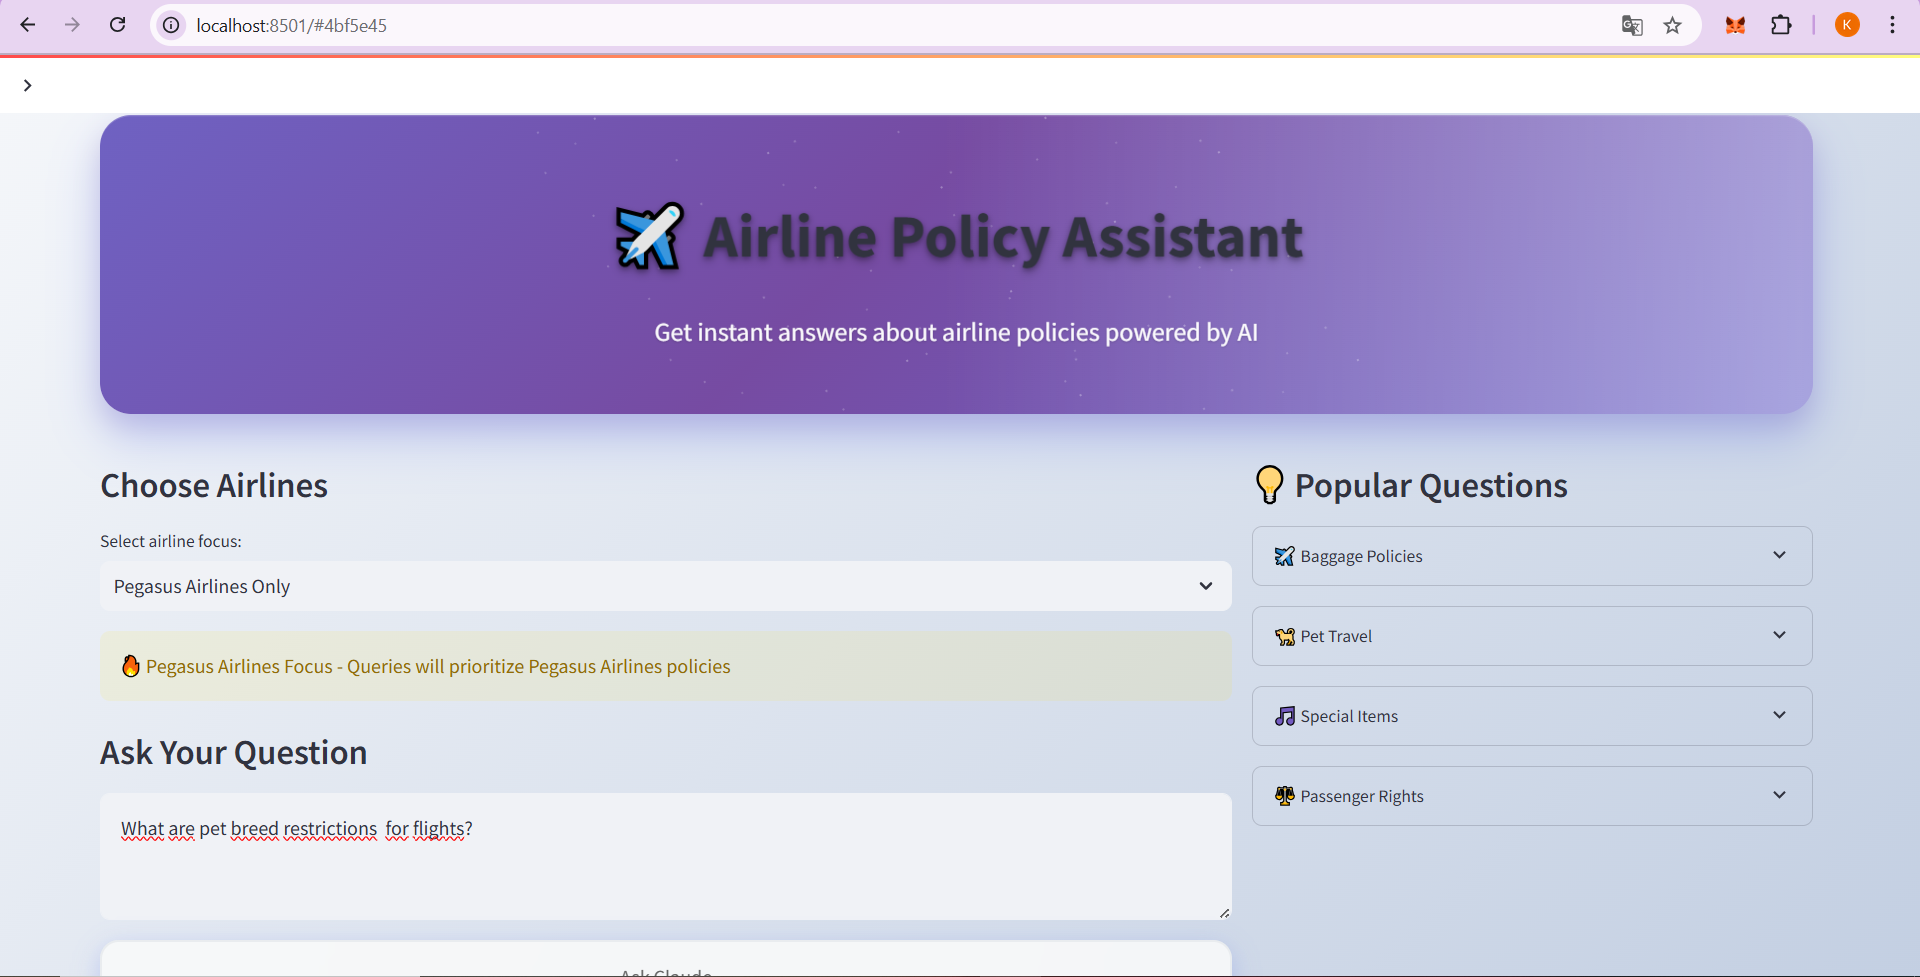 localhost:8501/#4bf5e45
K
Airline Policy Assistant
Get instant answers about airline policies powered by AI
Choose Airlines
Select airline focus:
Pegasus Airlines Only
Pegasus Airlines Focus - Queries will prioritize Pegasus Airlines policies
Ask Your Question
What are pet breed restrictions  for flights?
Ask Claude
Popular Questions
Baggage Policies
Pet Travel
Special Items
Passenger Rights